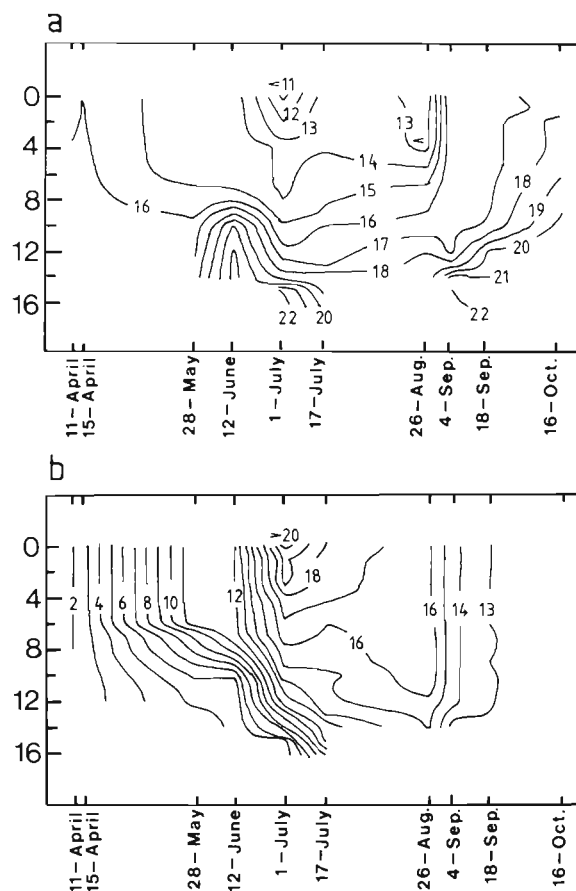 a
< 11
0
12
13
13
4
<
14
8
15
16
16
18
12
17
19
18
20
21
16
22
20
22
11–April
15–April
28–May
12–June
1–July
17–July
26–Aug.
4–Sep.
18–Sep.
16–Oct.
b
>20
0
18
4
2
4
6
8
10
12
16
14
13
16
8
12
16
20
11–April
15–April
28–May
12–June
1–July
17–July
26–Aug.
4–Sep.
18–Sep.
16–Oct.